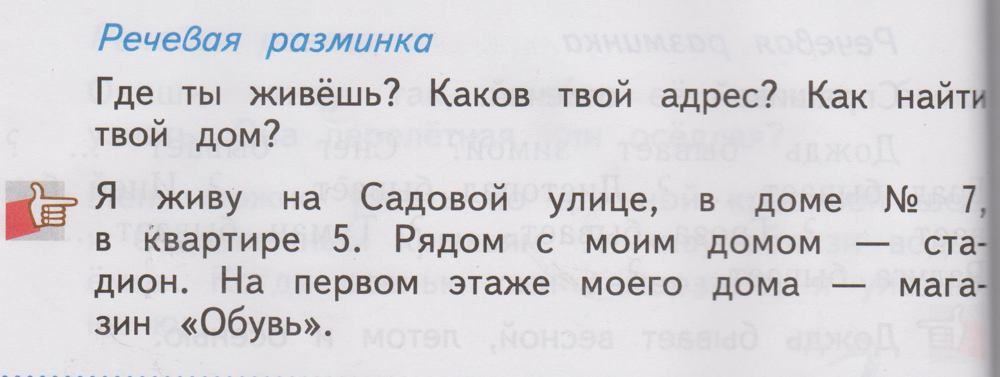 Речевая разминка
Где ты живёшь? Каков твой адрес? Как найти
твой дом?
Я живу на Садовой улице, в доме № 7,
в квартире 5. Рядом с моим домом — ста-
дион. На первом этаже моего дома — мага-
зин «Обувь».